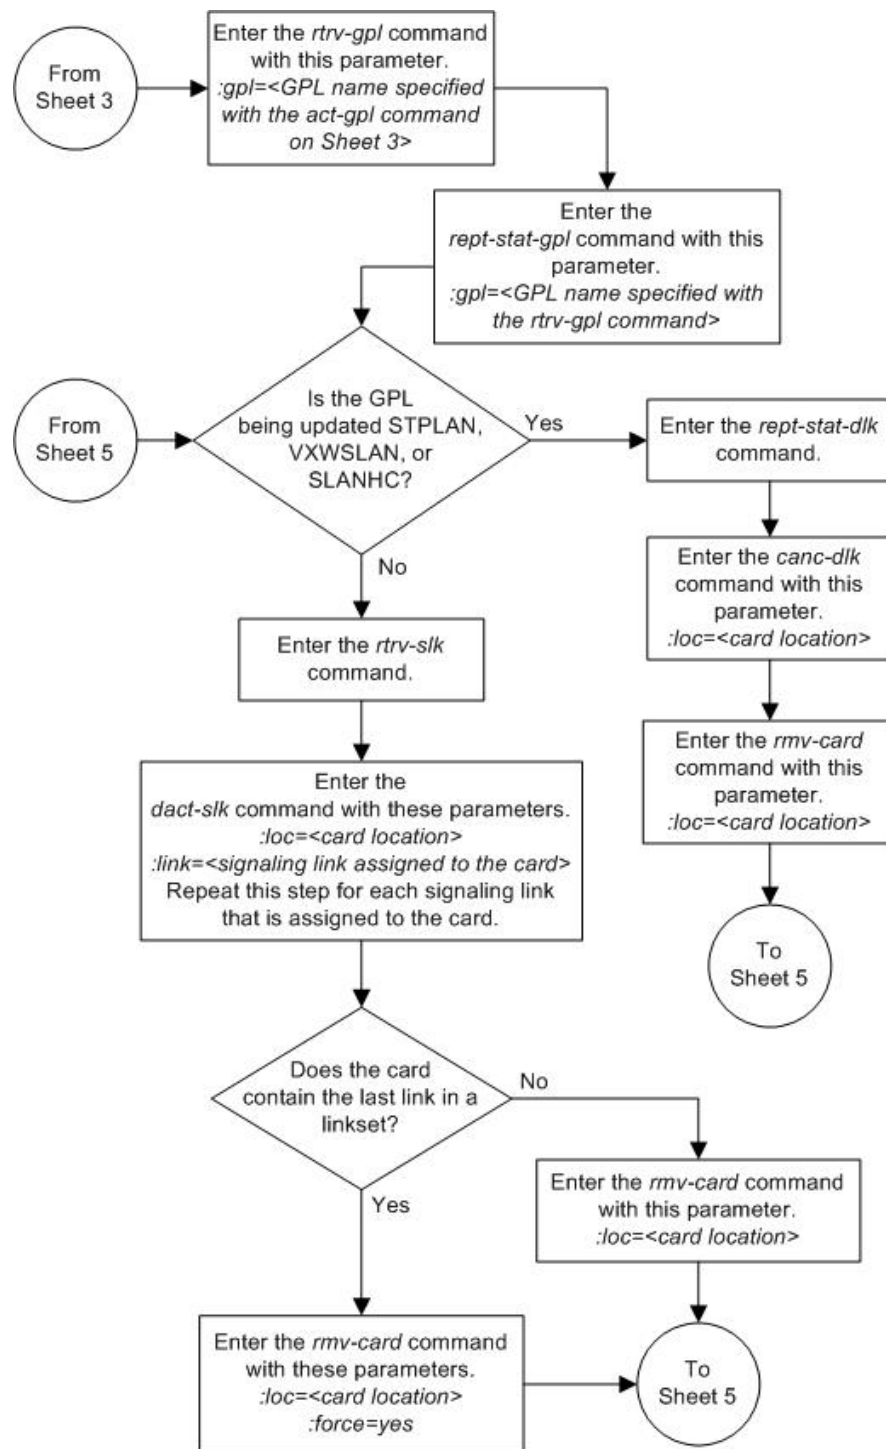 From
Sheet 3
Enter the rtrv-gpl command
with this parameter.
:gpl=<GPL name specified
with the act-gpl command
on Sheet 3>
Enter the
rept-stat-gpl command with this
parameter.
:gpl=<GPL name specified with
the rtrv-gpl command>
From
Sheet 5
Is the GPL
being updated STPLAN,
VXWSLAN, or
SLANHC?
Yes
Enter the rept-stat-dlk
command.
No
Enter the canc-dlk
command with this
parameter.
:loc=<card location>
Enter the rtrv-slk
command.
Enter the rmv-card
command with this
parameter.
:loc=<card location>
Enter the
dact-slk command with these parameters.
:loc=<card location>
:link=<signaling link assigned to the card>
Repeat this step for each signaling link
that is assigned to the card.
To
Sheet 5
Does the card
contain the last link in a
linkset?
No
Yes
Enter the rmv-card command
with this parameter.
:loc=<card location>
Enter the rmv-card command
with these parameters.
:loc=<card location>
:force=yes
To
Sheet 5